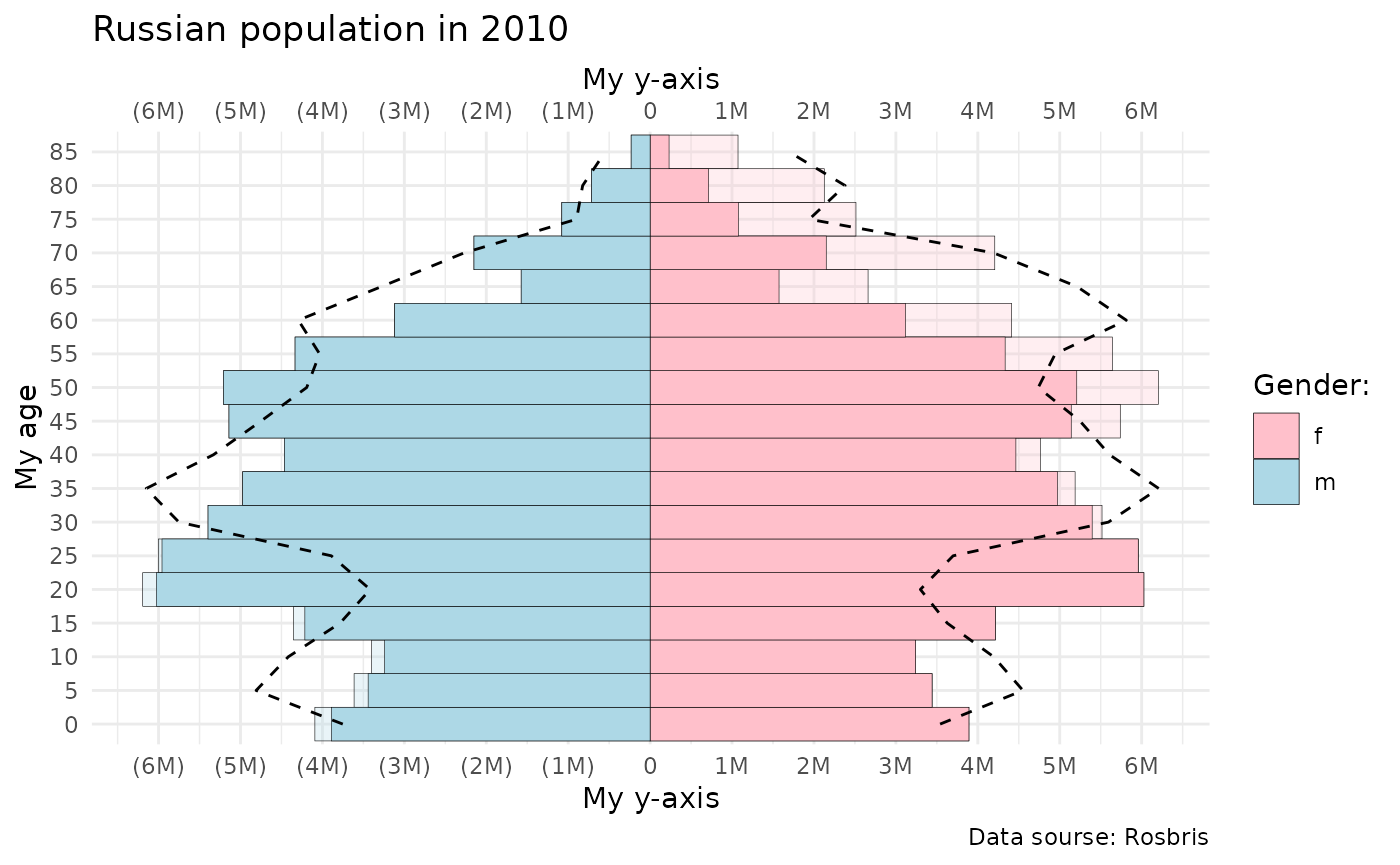 Russian population in 2010
My y-axis
(6M) (5M) (4M) (3M) (2M) (1M) 0 1M 2M 3M 4M 5M 6M
85
80
75
70
65
60
55
50
45
40
35
30
25
20
15
10
5
0
My age
Gender:
f
m
(6M) (5M) (4M) (3M) (2M) (1M) 0 1M 2M 3M 4M 5M 6M
My y-axis
Data sourse: Rosbris